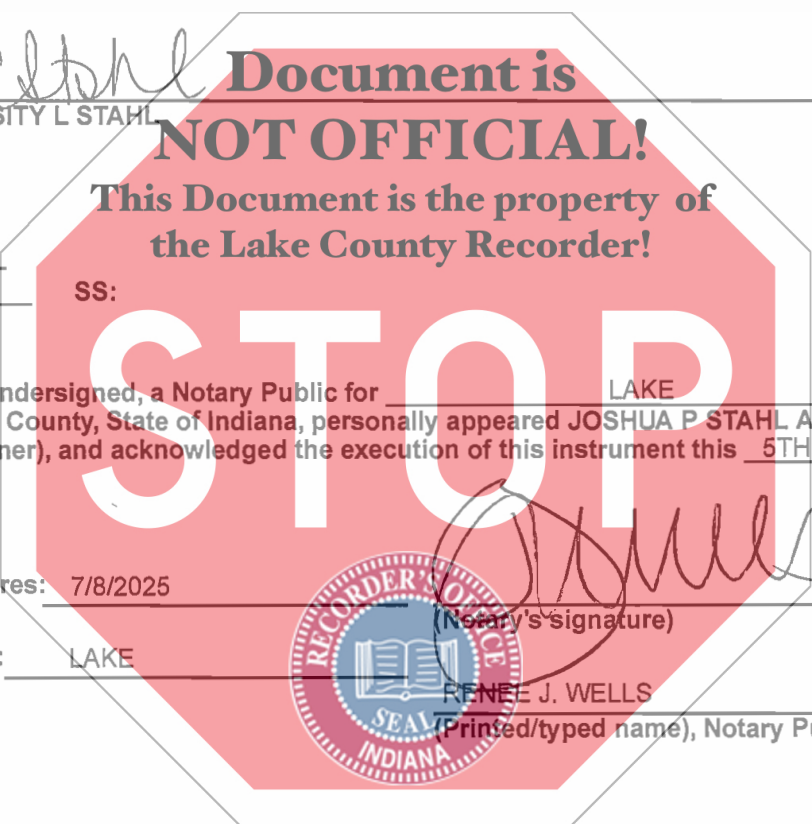 Stahl
SITY L STAHL
Document is
NOT OFFICIAL!
This Document is the property of
the Lake County Recorder!
SS:
STOP
ndersigned, a Notary Public for LAKE
County, State of Indiana, personally appeared JOSHUA P STAHL A
ner), and acknowledged the execution of this instrument this 5TH
res: 7/8/2025
(Notary's signature)
: LAKE
RENEE J. WELLS
(Printed/typed name), Notary Pu
RECORDER'S OFFICE
SEAL
INDIANA